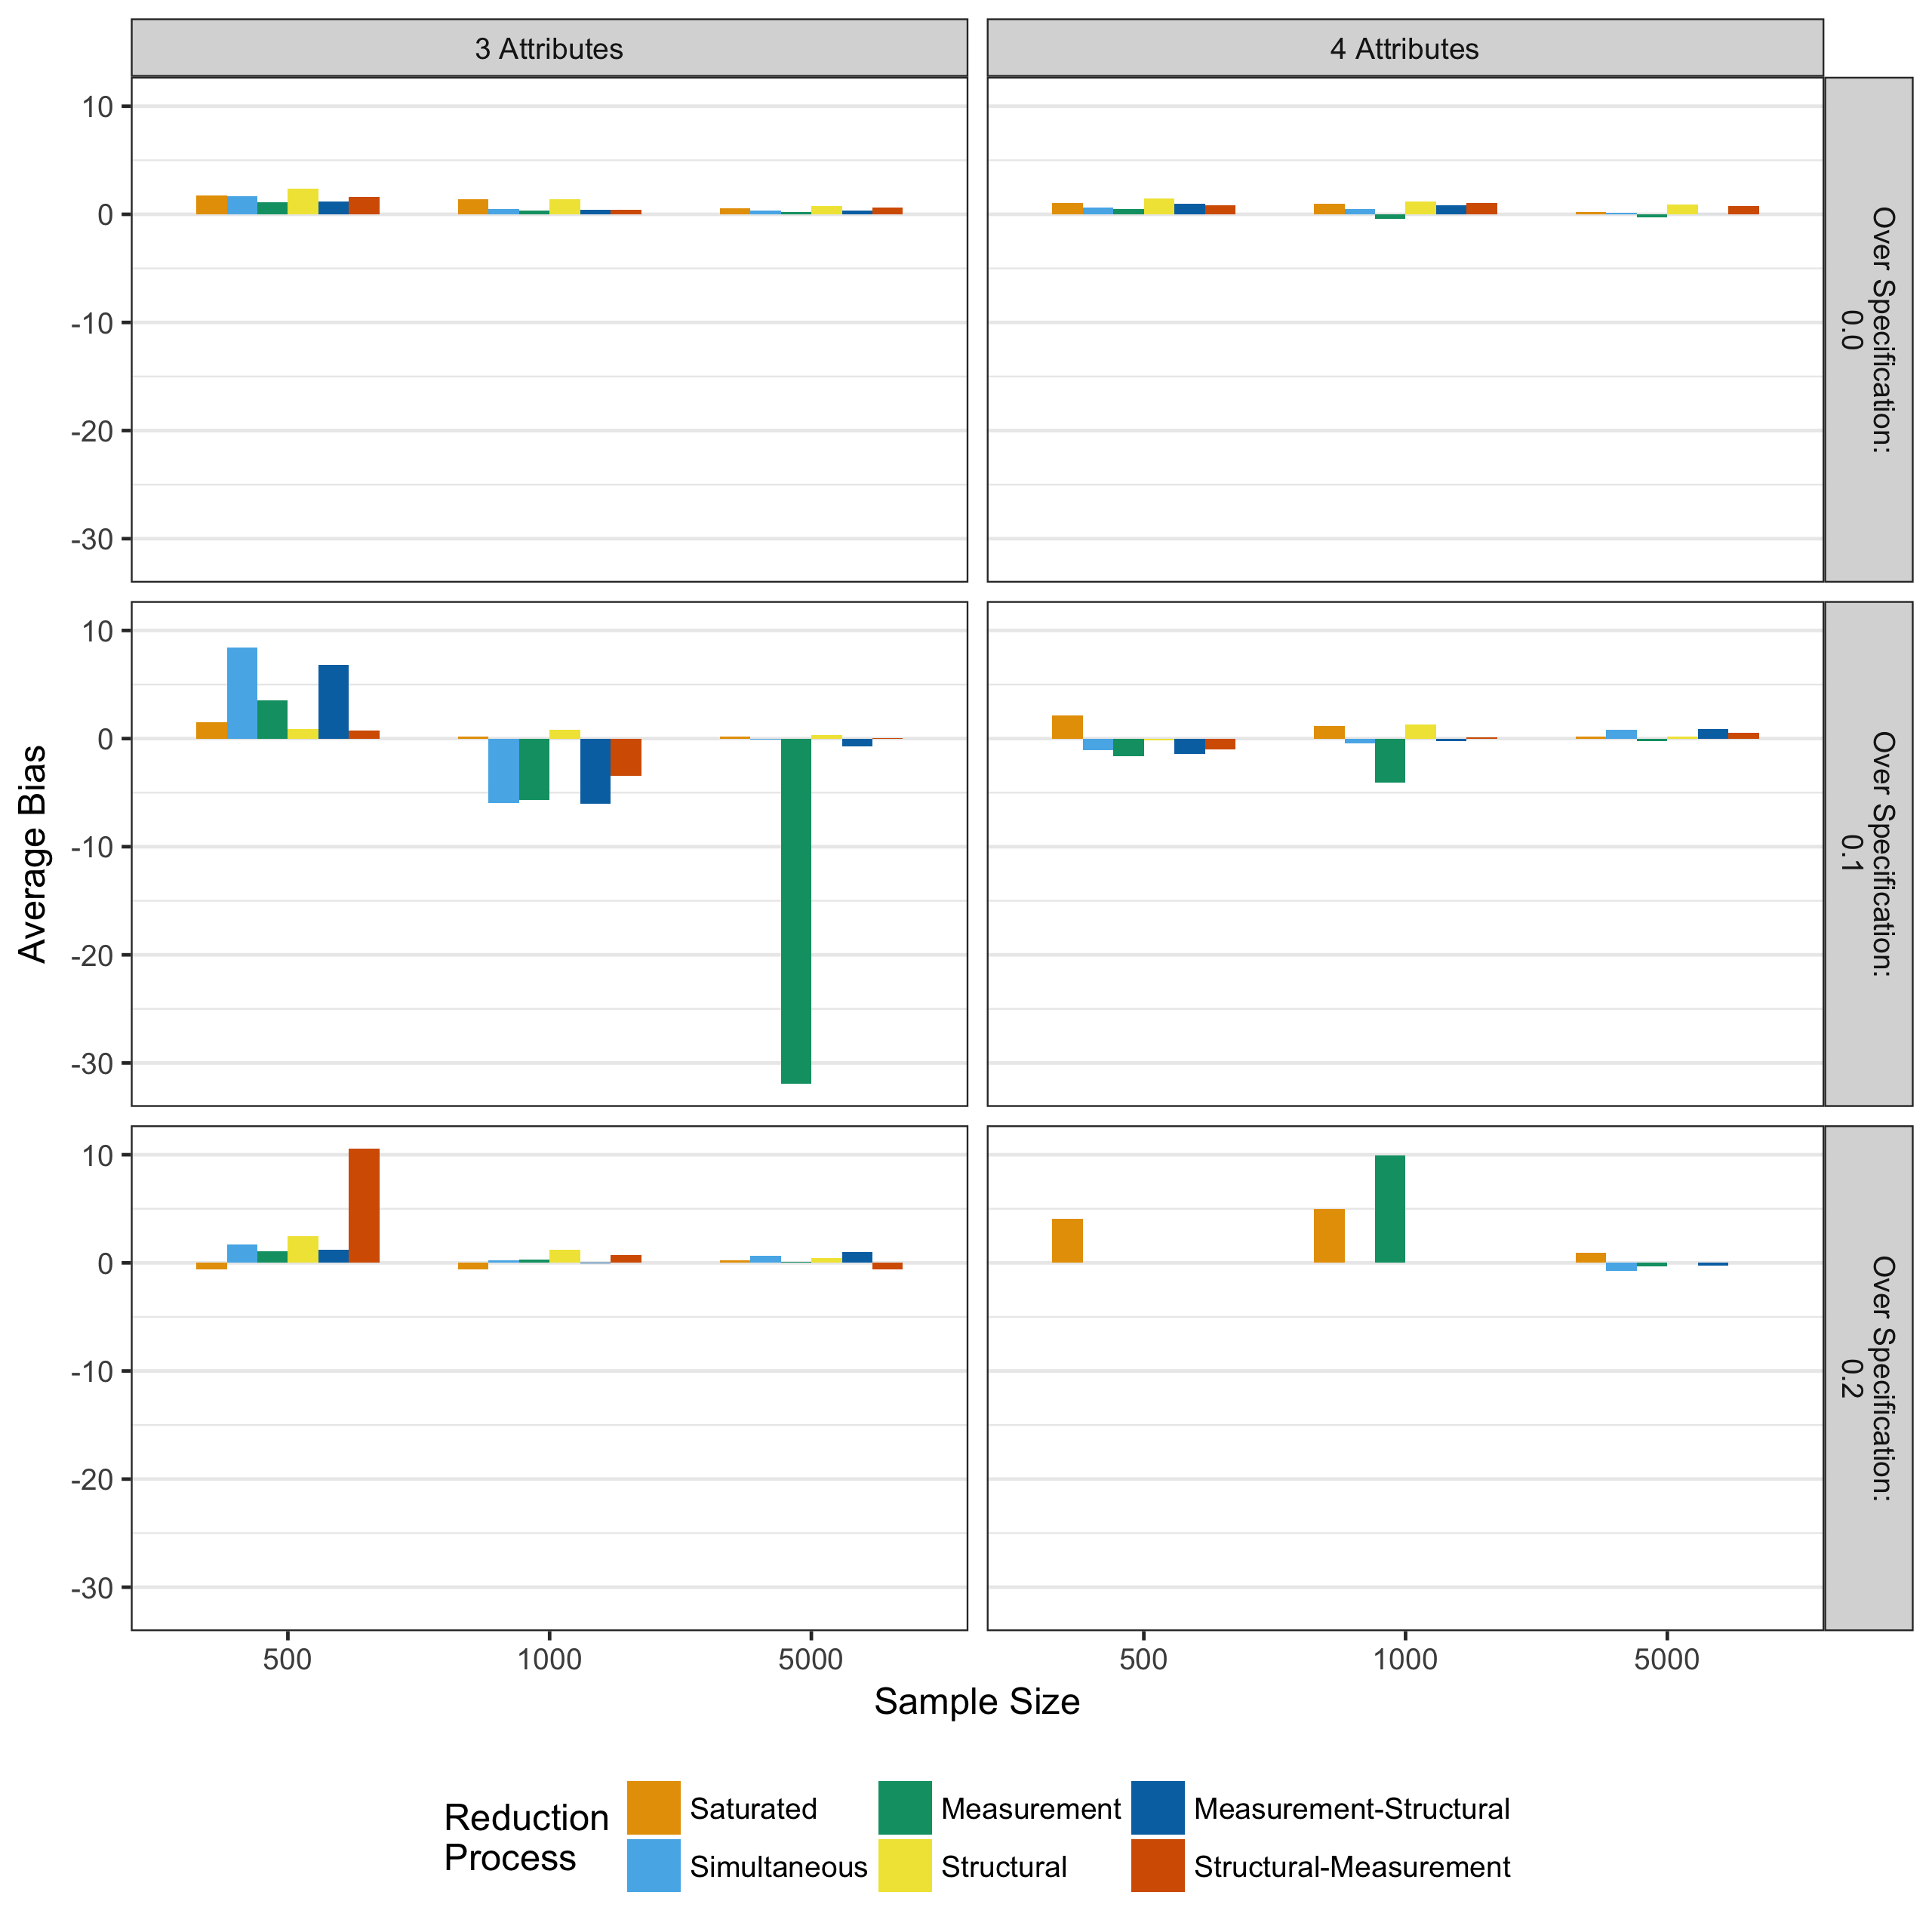 3 Attributes
4 Attributes
10
0
-10
-20
-30
Over Specification:
0.0
10
0
-10
-20
-30
Over Specification:
0.1
10
0
-10
-20
-30
Over Specification:
0.2
Average Bias
500
1000
5000
500
1000
5000
Sample Size
Reduction
Process
Saturated
Measurement
Measurement-Structural
Simultaneous
Structural
Structural-Measurement